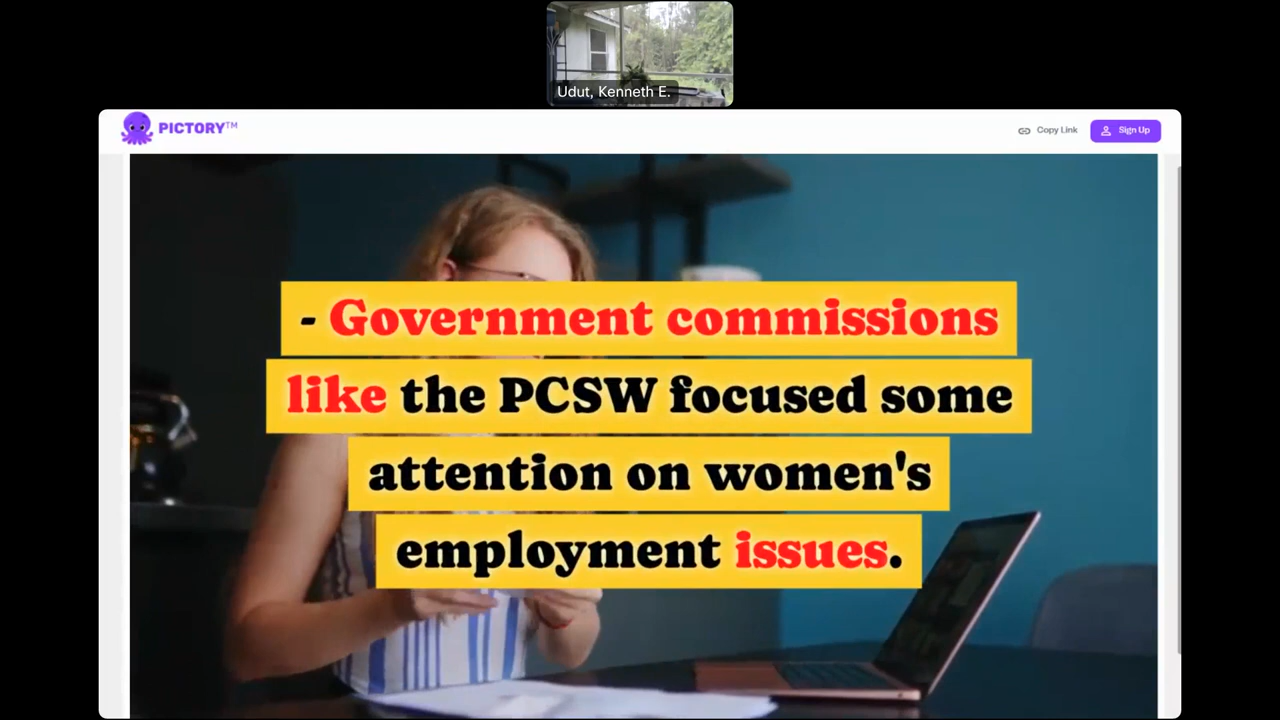 Udut, Kenneth E.
PICTORY™
Copy Link
Sign Up
- Government commissions
like the PCSW focused some
attention on women's
employment issues.